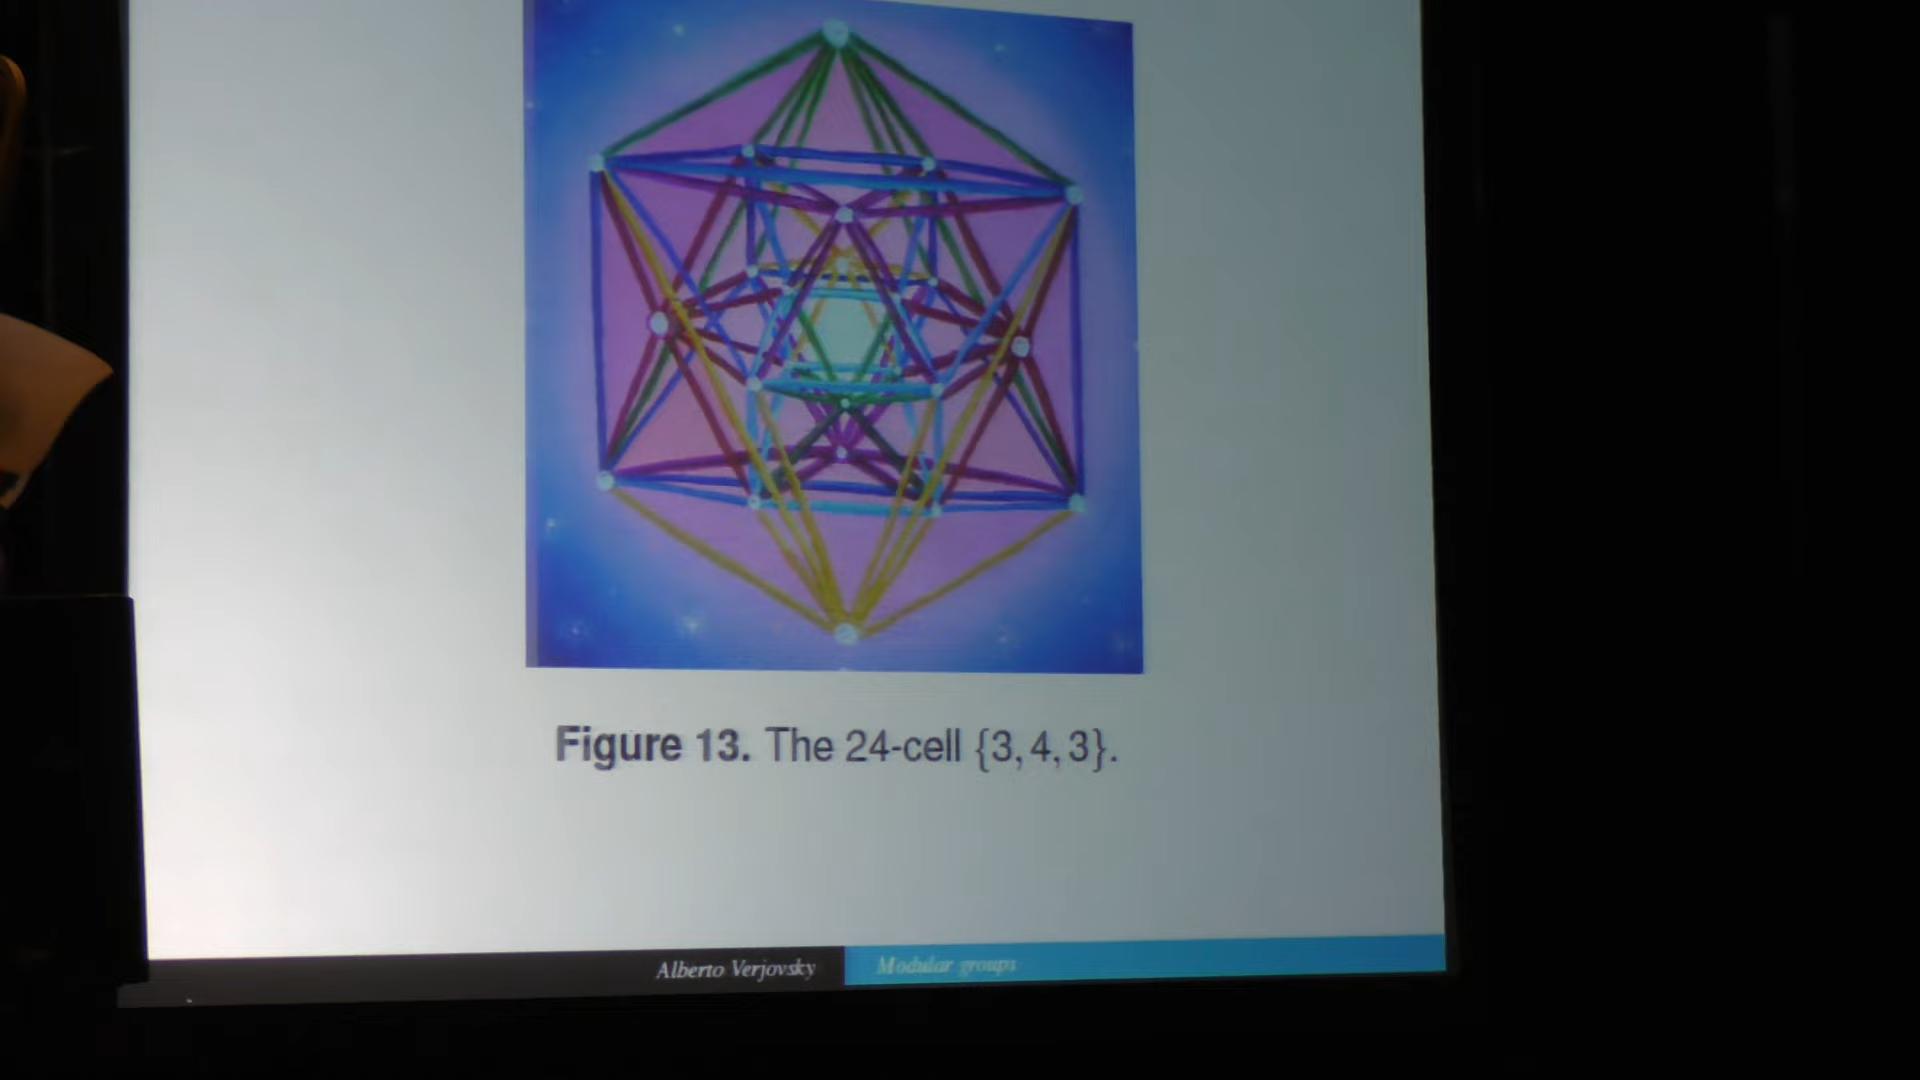 Figure 13. The 24-cell {3, 4, 3}.
Alberto Verjovsky
Modular groups